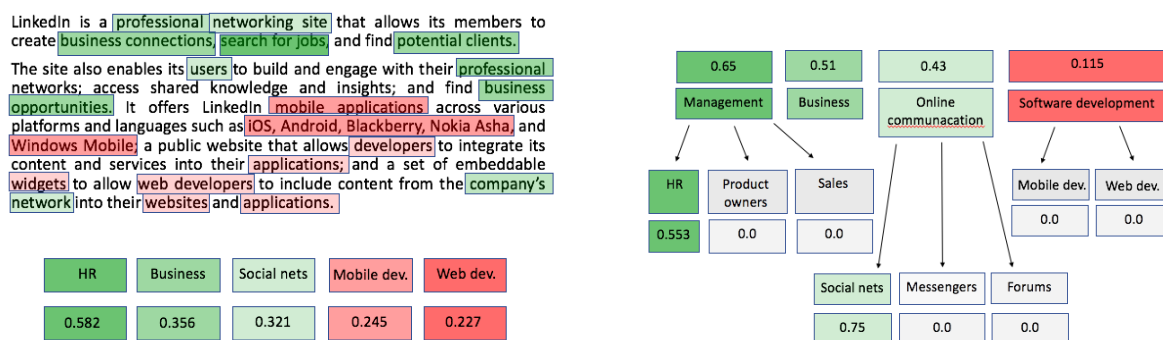 LinkedIn is a professional networking site that allows its members to
create business connections, search for jobs, and find potential clients.
The site also enables its users to build and engage with their professional
networks; access shared knowledge and insights; and find business
opportunities. It offers LinkedIn mobile applications across various
platforms and languages such as iOS, Android, Blackberry, Nokia Asha, and
Windows Mobile; a public website that allows developers to integrate its
content and services into their applications; and a set of embeddable
widgets to allow web developers to include content from the company's
network into their websites and applications.
HR Business Social nets Mobile dev. Web dev.
0.582 0.356 0.321 0.245 0.227
0.65 0.51 0.43 0.115
Management Business Online communacation Software development
HR Product owners Sales Mobile dev. Web dev.
0.553 0.0 0.0 0.0 0.0
Social nets Messengers Forums
0.75 0.0 0.0